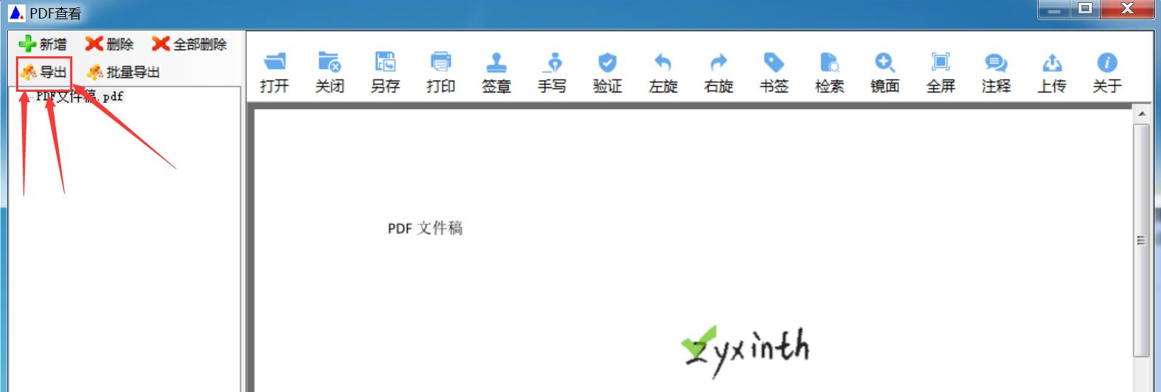 PDF查看
新增 删除 全部删除
导出 批量导出
PDF文件稿.pdf
打开 关闭 另存 打印 签章 手写 验证 左旋 右旋 书签 检索 镜面 全屏 注释 上传 关于
PDF 文件稿
zyxinth